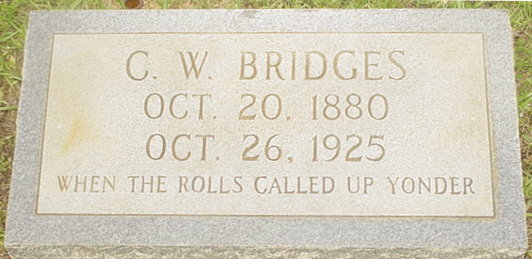 C. W. BRIDGES
OCT. 20, 1880
OCT. 26, 1925
WHEN THE ROLLS CALLED UP YONDER